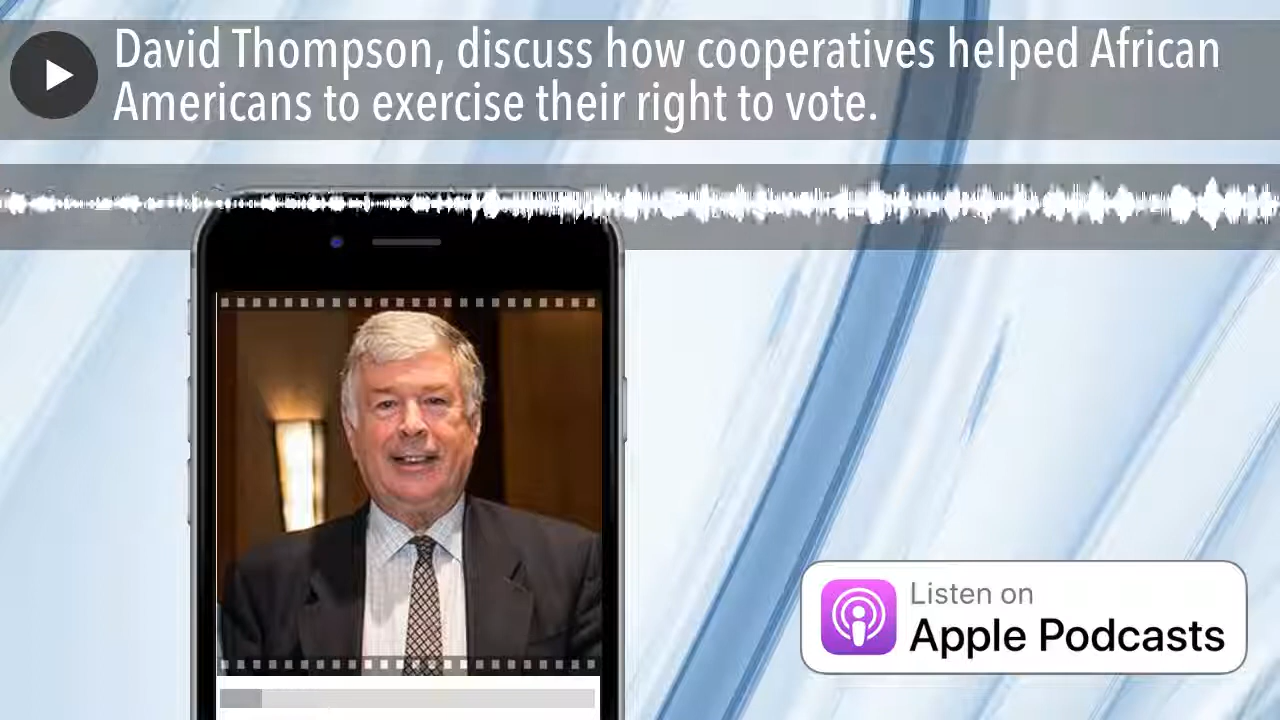 David Thompson, discuss how cooperatives helped African
Americans to exercise their right to vote.
Listen on
Apple Podcasts